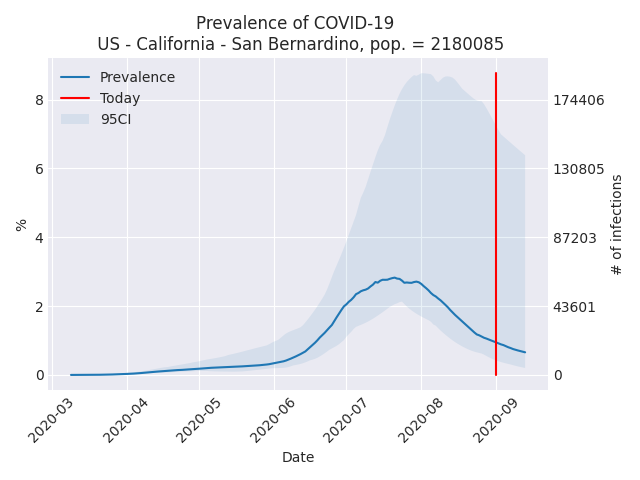 Prevalence of COVID-19
US - California - San Bernardino, pop. = 2180085
Prevalence
Today
95CI
%
8
6
4
2
0
174406
130805
87203
43601
0
# of infections
2020-03
2020-04
2020-05
2020-06
2020-07
2020-08
2020-09
Date